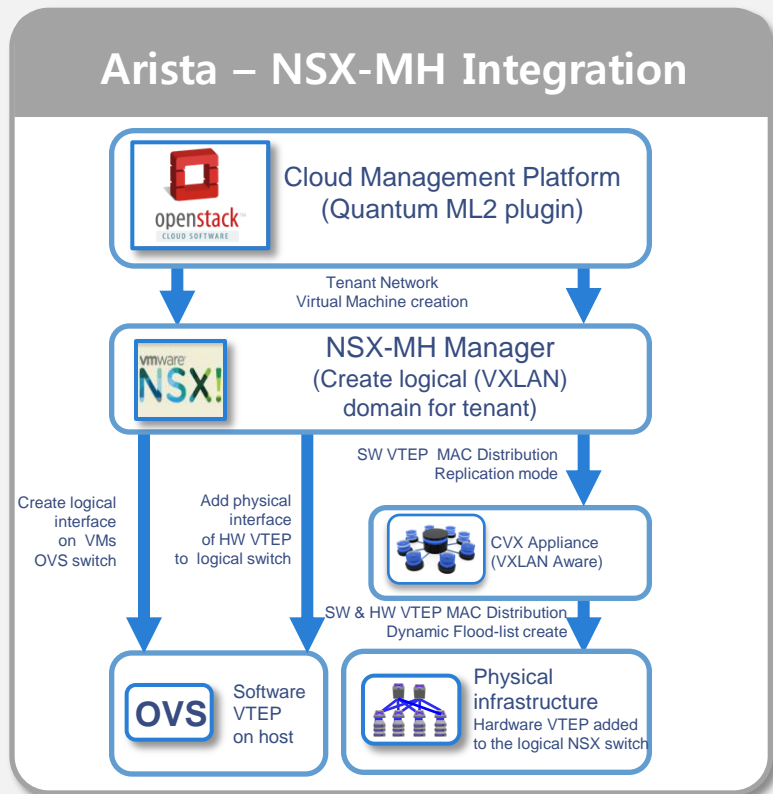 Arista – NSX-MH Integration
openstack™
CLOUD SOFTWARE
Cloud Management Platform
(Quantum ML2 plugin)
Tenant Network
Virtual Machine creation
vmware
NSX!
NSX-MH Manager
(Create logical (VXLAN)
domain for tenant)
Create logical
interface
on VMs
OVS switch
Add physical
interface
of HW VTEP
to logical switch
SW VTEP MAC Distribution
Replication mode
CVX Appliance
(VXLAN Aware)
SW & HW VTEP MAC Distribution
Dynamic Flood-list create
OVS
Software
VTEP
on host
Physical
infrastructure
Hardware VTEP added
to the logical NSX switch